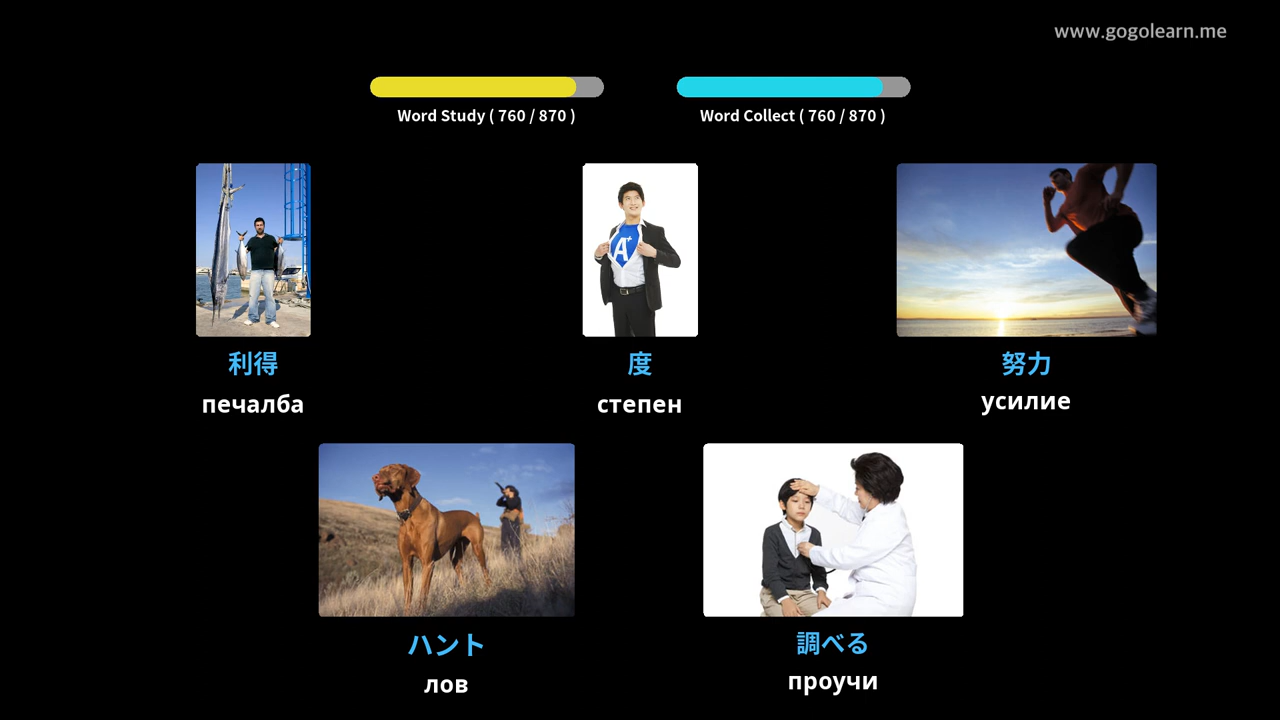 www.gogolearn.me
Word Study ( 760 / 870 )
Word Collect ( 760 / 870 )
A+
利得
печалба
度
степен
努力
усилие
ハント
лов
調べる
проучи